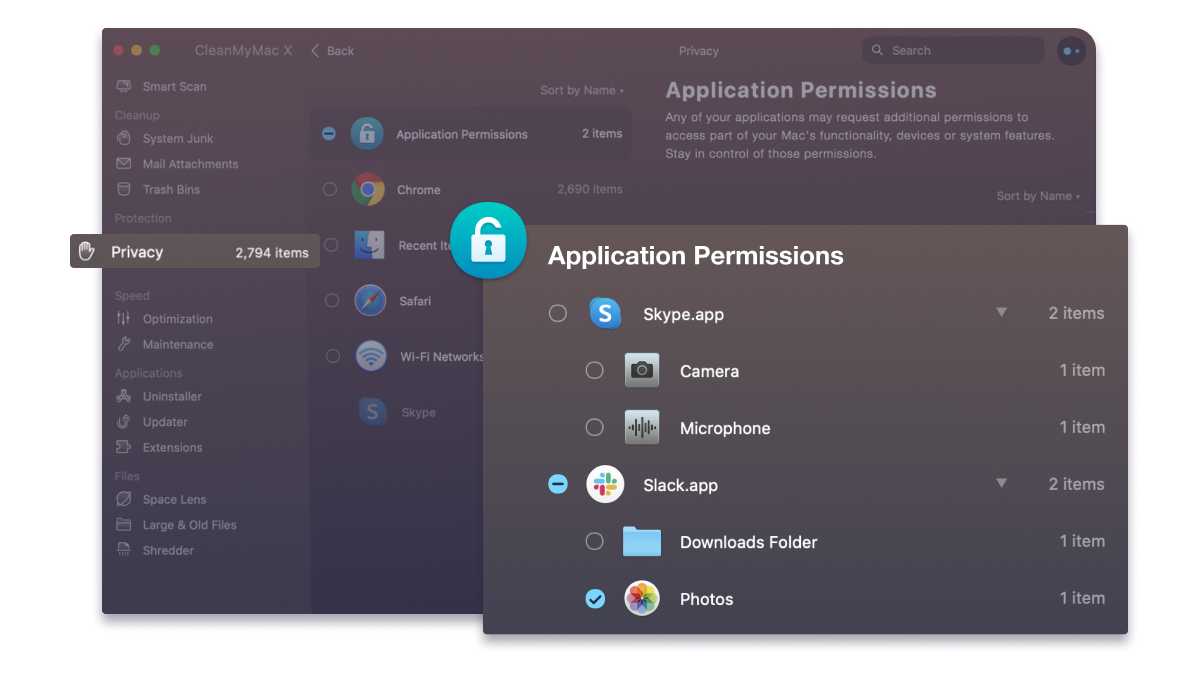 CleanMyMac X
Back
Privacy
Search
Smart Scan
Cleanup
System Junk
Mail Attachments
Trash Bins
Protection
Privacy 2,794 items
Speed
Optimization
Maintenance
Applications
Uninstaller
Updater
Extensions
Files
Space Lens
Large & Old Files
Shredder
Sort by Name
Application Permissions 2 items
Chrome 2,690 items
Recent
Safari
Wi-Fi Networks
Skype
Application Permissions
Any of your applications may request additional permissions to
access part of your Mac's functionality, devices or system features.
Stay in control of those permissions.
Sort by Name
Application Permissions
Skype.app 2 items
Camera 1 item
Microphone 1 item
Slack.app 2 items
Downloads Folder 1 item
Photos 1 item